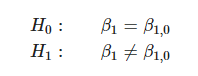 H₀ : β₁ = β₁,₀
H₁ : β₁ ≠ β₁,₀